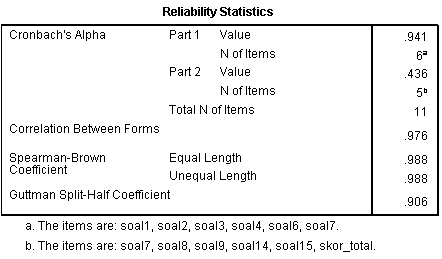 Reliability Statistics
Cronbach's Alpha Part 1 Value .941
N of Items 6a
Part 2 Value .436
N of Items 5b
Total N of Items 11
Correlation Between Forms .976
Spearman-Brown Coefficient Equal Length .988
Unequal Length .988
Guttman Split-Half Coefficient .906
a. The items are: soal1, soal2, soal3, soal4, soal6, soal7.
b. The items are: soal7, soal8, soal9, soal14, soal15, skor_total.